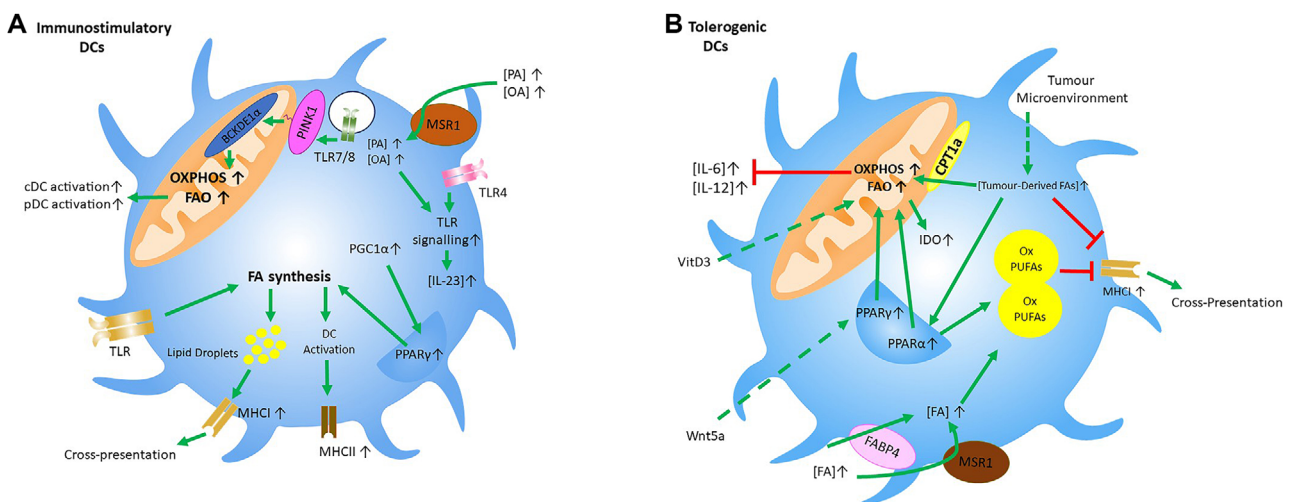 A
Immunostimulatory
DCs
BCKDE1α
PINK1
TLR7/8
[PA] ↑
[OA] ↑
MSR1
[PA] ↑
[OA] ↑
TLR4
OXPHOS ↑
FAO ↑
cDC activation↑
pDC activation↑
TLR
signalling↑
[IL-23]↑
PGC1α↑
FA synthesis
TLR
Lipid Droplets
DC
Activation
PPARγ↑
MHCI ↑
MHCII ↑
Cross-presentation
B
Tolerogenic
DCs
Tumour
Microenvironment
CPT1a
OXPHOS ↑
FAO ↑
[IL-6]↑
[IL-12]↑
[Tumour-Derived FAs]↑
IDO↑
VitD3
Ox
PUFAs
Ox
PUFAs
MHCI ↑
Cross-Presentation
PPARγ↑
PPARα↑
Wnt5a
[FA] ↑
FABP4
MSR1
[FA]↑